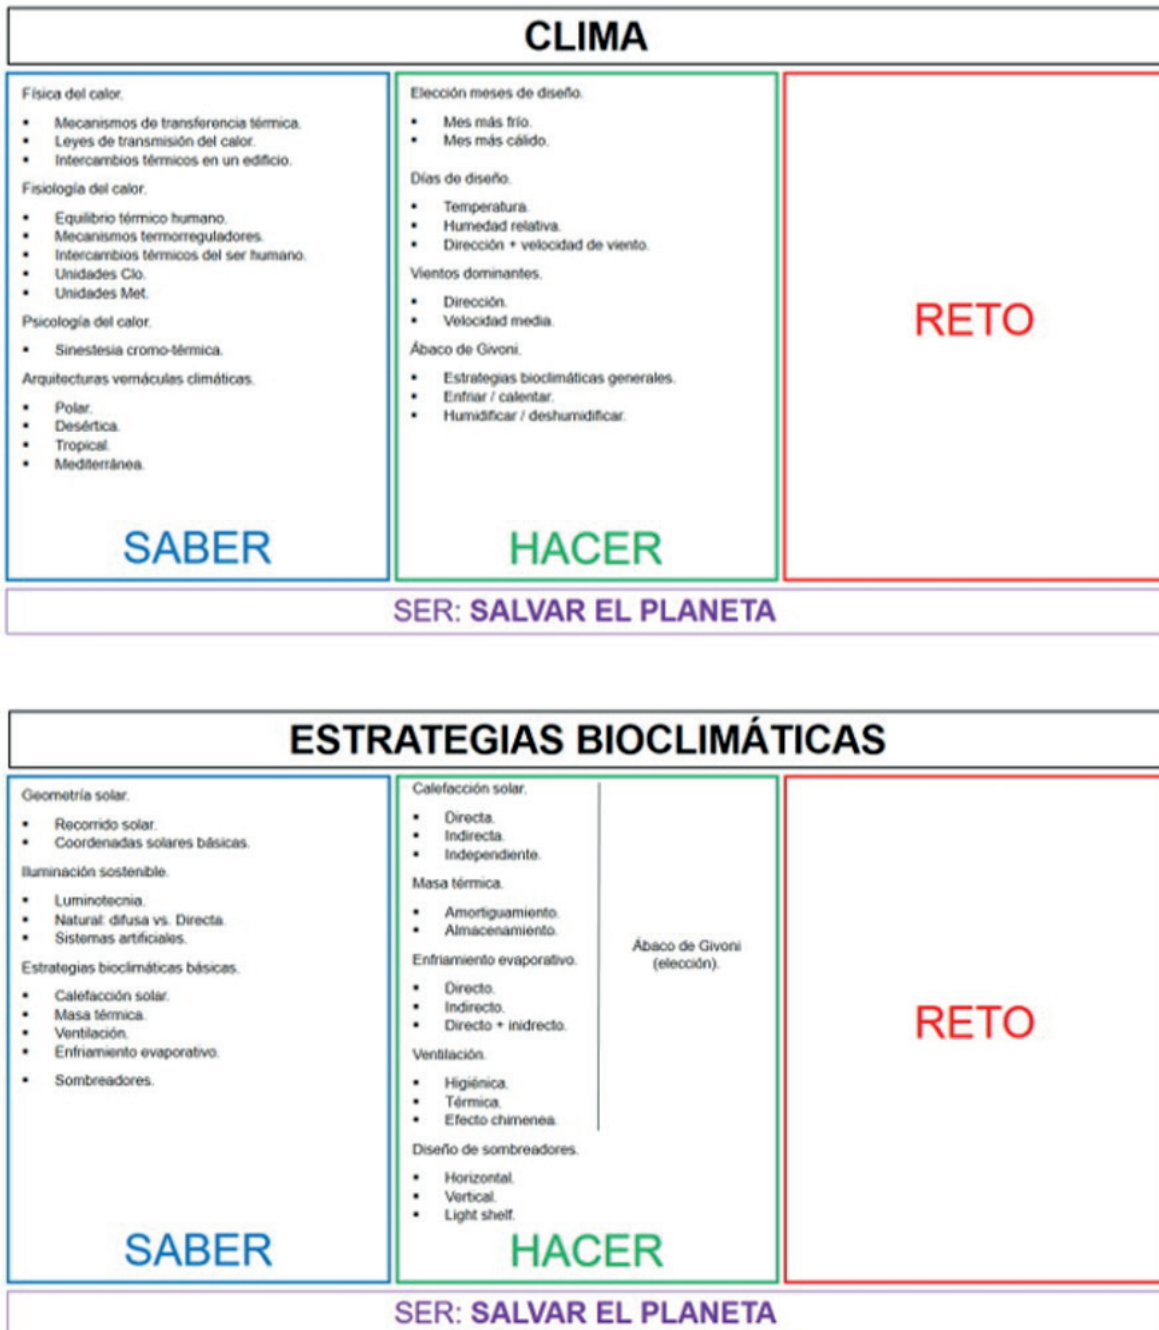 CLIMA
Física del calor.
▪ Mecanismos de transferencia térmica.
▪ Leyes de transmisión del calor.
▪ Intercambios térmicos en un edificio.
Fisiología del calor.
▪ Equilibrio térmico humano.
▪ Mecanismos termorreguladores.
▪ Intercambios térmicos del ser humano.
▪ Unidades Clo.
▪ Unidades Met.
Psicología del calor.
▪ Sinestesia cromo-térmica.
Arquitecturas vernáculas climáticas.
▪ Polar.
▪ Desértica.
▪ Tropical.
▪ Mediterránea.
SABER
Elección meses de diseño.
▪ Mes más frío.
▪ Mes más cálido.
Días de diseño.
▪ Temperatura.
▪ Humedad relativa.
▪ Dirección + velocidad de viento.
Vientos dominantes.
▪ Dirección.
▪ Velocidad media.
Ábaco de Givoni.
▪ Estrategias bioclimáticas generales.
▪ Enfriar / calentar.
▪ Humidificar / deshumidificar.
HACER
RETO
SER: SALVAR EL PLANETA
ESTRATEGIAS BIOCLIMÁTICAS
Geometría solar.
▪ Recorrido solar.
▪ Coordenadas solares básicas.
Iluminación sostenible.
▪ Luminotecnia.
▪ Natural: difusa vs. Directa.
▪ Sistemas artificiales.
Estrategias bioclimáticas básicas.
▪ Calefacción solar.
▪ Masa térmica.
▪ Ventilación.
▪ Enfriamiento evaporativo.
▪ Sombreadores.
SABER
Calefacción solar.
▪ Directa.
▪ Indirecta.
▪ Independiente.
Masa térmica.
▪ Amortiguamiento.
▪ Almacenamiento.
Enfriamiento evaporativo.
▪ Directo.
▪ Indirecto.
▪ Directo + inidrecto.
Ventilación.
▪ Higiénica.
▪ Térmica.
▪ Efecto chimenea.
Ábaco de Givoni
(elección).
Diseño de sombreadores.
▪ Horizontal.
▪ Vertical.
▪ Light shelf.
HACER
RETO
SER: SALVAR EL PLANETA